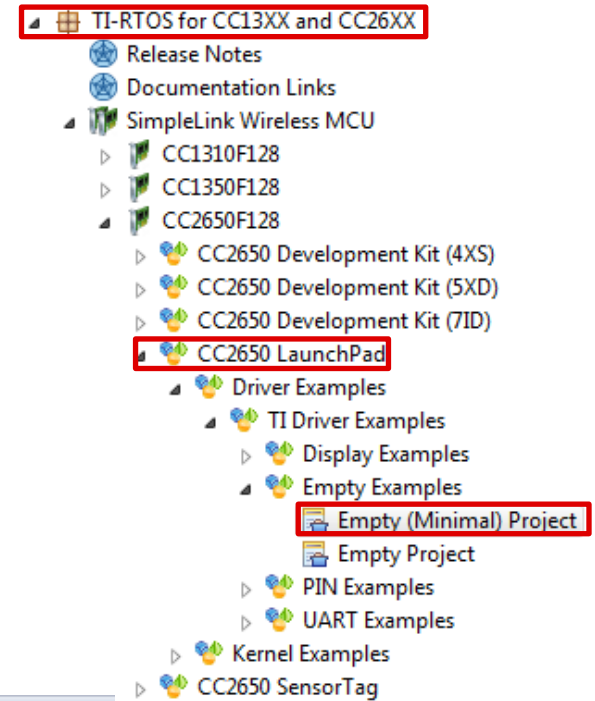 TI-RTOS for CC13XX and CC26XX
Release Notes
Documentation Links
SimpleLink Wireless MCU
CC1310F128
CC1350F128
CC2650F128
CC2650 Development Kit (4XS)
CC2650 Development Kit (5XD)
CC2650 Development Kit (7ID)
CC2650 LaunchPad
Driver Examples
TI Driver Examples
Display Examples
Empty Examples
Empty (Minimal) Project
Empty Project
PIN Examples
UART Examples
Kernel Examples
CC2650 SensorTag